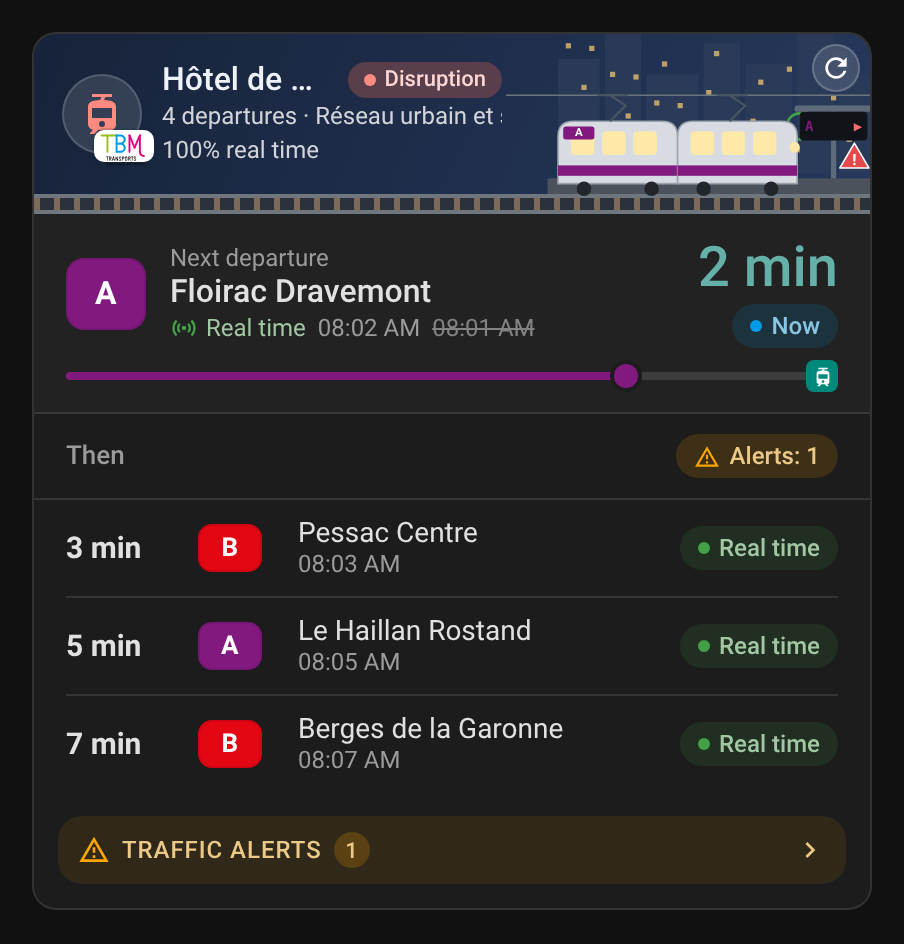 Hôtel de ...
Disruption
4 departures · Réseau urbain et
100% real time
TBM
TRANSPORTS
A
A
A
Next departure
Floirac Dravemont
Real time 08:02 AM 08:01 AM
2 min
Now
Then
Alerts: 1
3 min
B
Pessac Centre
08:03 AM
Real time
5 min
A
Le Haillan Rostand
08:05 AM
Real time
7 min
B
Berges de la Garonne
08:07 AM
Real time
TRAFFIC ALERTS 1